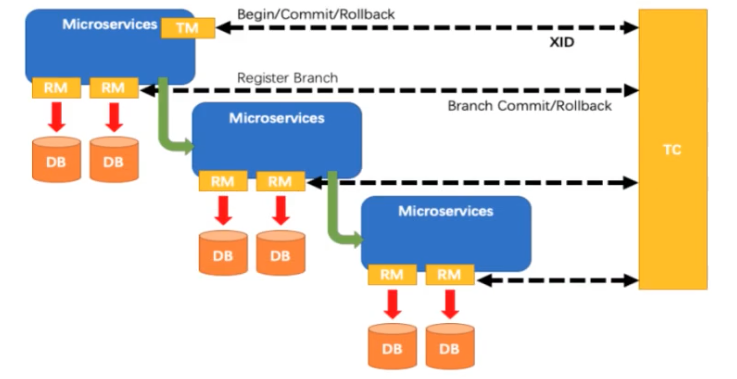 Begin/Commit/Rollback
Microservices
TM
XID
Register Branch
RM
RM
Branch Commit/Rollback
Microservices
TC
DB
DB
RM
RM
Microservices
DB
DB
RM
RM
DB
DB